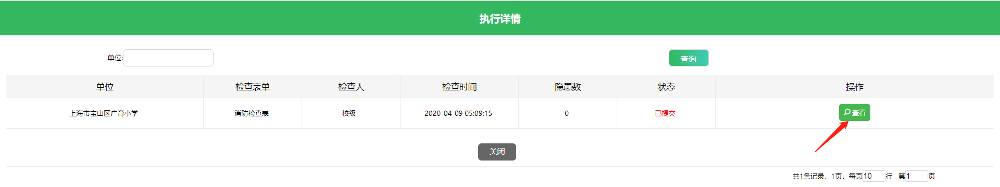 执行详情
单位:
查询
单位 检查表单 检查人 检查时间 隐患数 状态 操作
上海市宝山区广育小学 消防检查表 校级 2020-04-09 05:09:15 0 已提交 查看
关闭
共1条记录，1页，每页10行 第1页